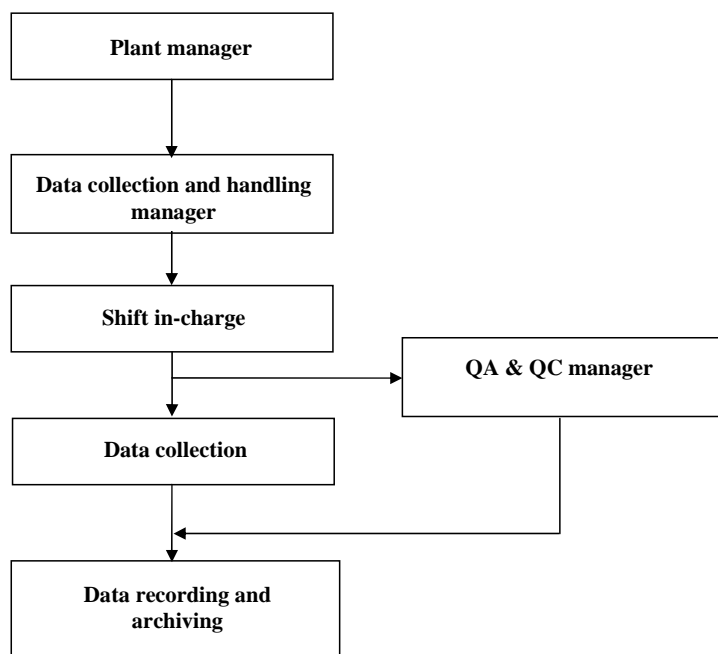 Plant manager
Data collection and handling
manager
Shift in-charge
QA & QC manager
Data collection
Data recording and
archiving